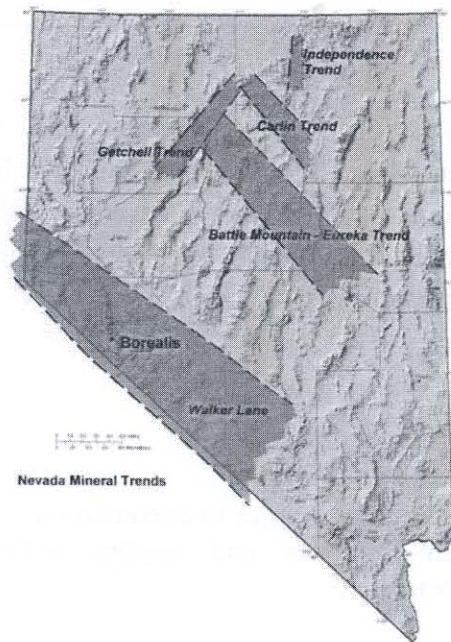 Independence
Trend
Carlin Trend
Getchell Trend
Battle Mountain - Eureka Trend
Borealis
Walker Lane
Nevada Mineral Trends